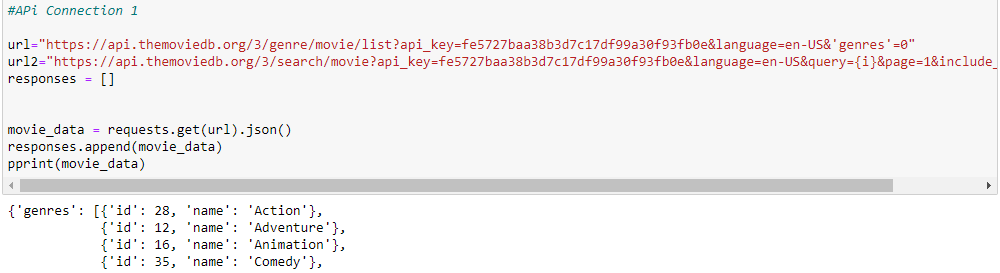 #APi Connection 1
url="https://api.themoviedb.org/3/genre/movie/list?api_key=fe5727baa38b3d7c17df99a30f93fb0e&language=en-US&'genres'=0"
url2="https://api.themoviedb.org/3/search/movie?api_key=fe5727baa38b3d7c17df99a30f93fb0e&language=en-US&query={i}&page=1&include_
responses = []
movie_data = requests.get(url).json()
responses.append(movie_data)
pprint(movie_data)
{'genres': [{'id': 28, 'name': 'Action'},
{'id': 12, 'name': 'Adventure'},
{'id': 16, 'name': 'Animation'},
{'id': 35, 'name': 'Comedy'},